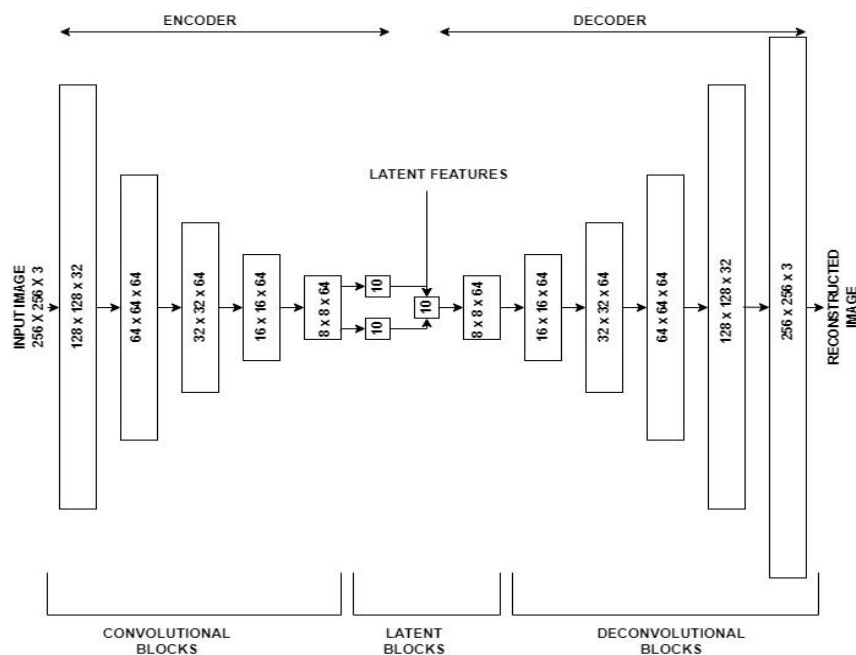 ENCODER
DECODER
LATENT FEATURES
INPUT IMAGE
256 X 256 X 3
128 x 128 x 32
64 x 64 x 64
32 x 32 x 64
16 x 16 x 64
8 x 8 x 64
10
10
10
8 x 8 x 64
16 x 16 x 64
32 x 32 x 64
64 x 64 x 64
128 x 128 x 32
256 x 256 x 3
RECONSTRUCTED
IMAGE
CONVOLUTIONAL
BLOCKS
LATENT
BLOCKS
DECONVOLUTIONAL
BLOCKS